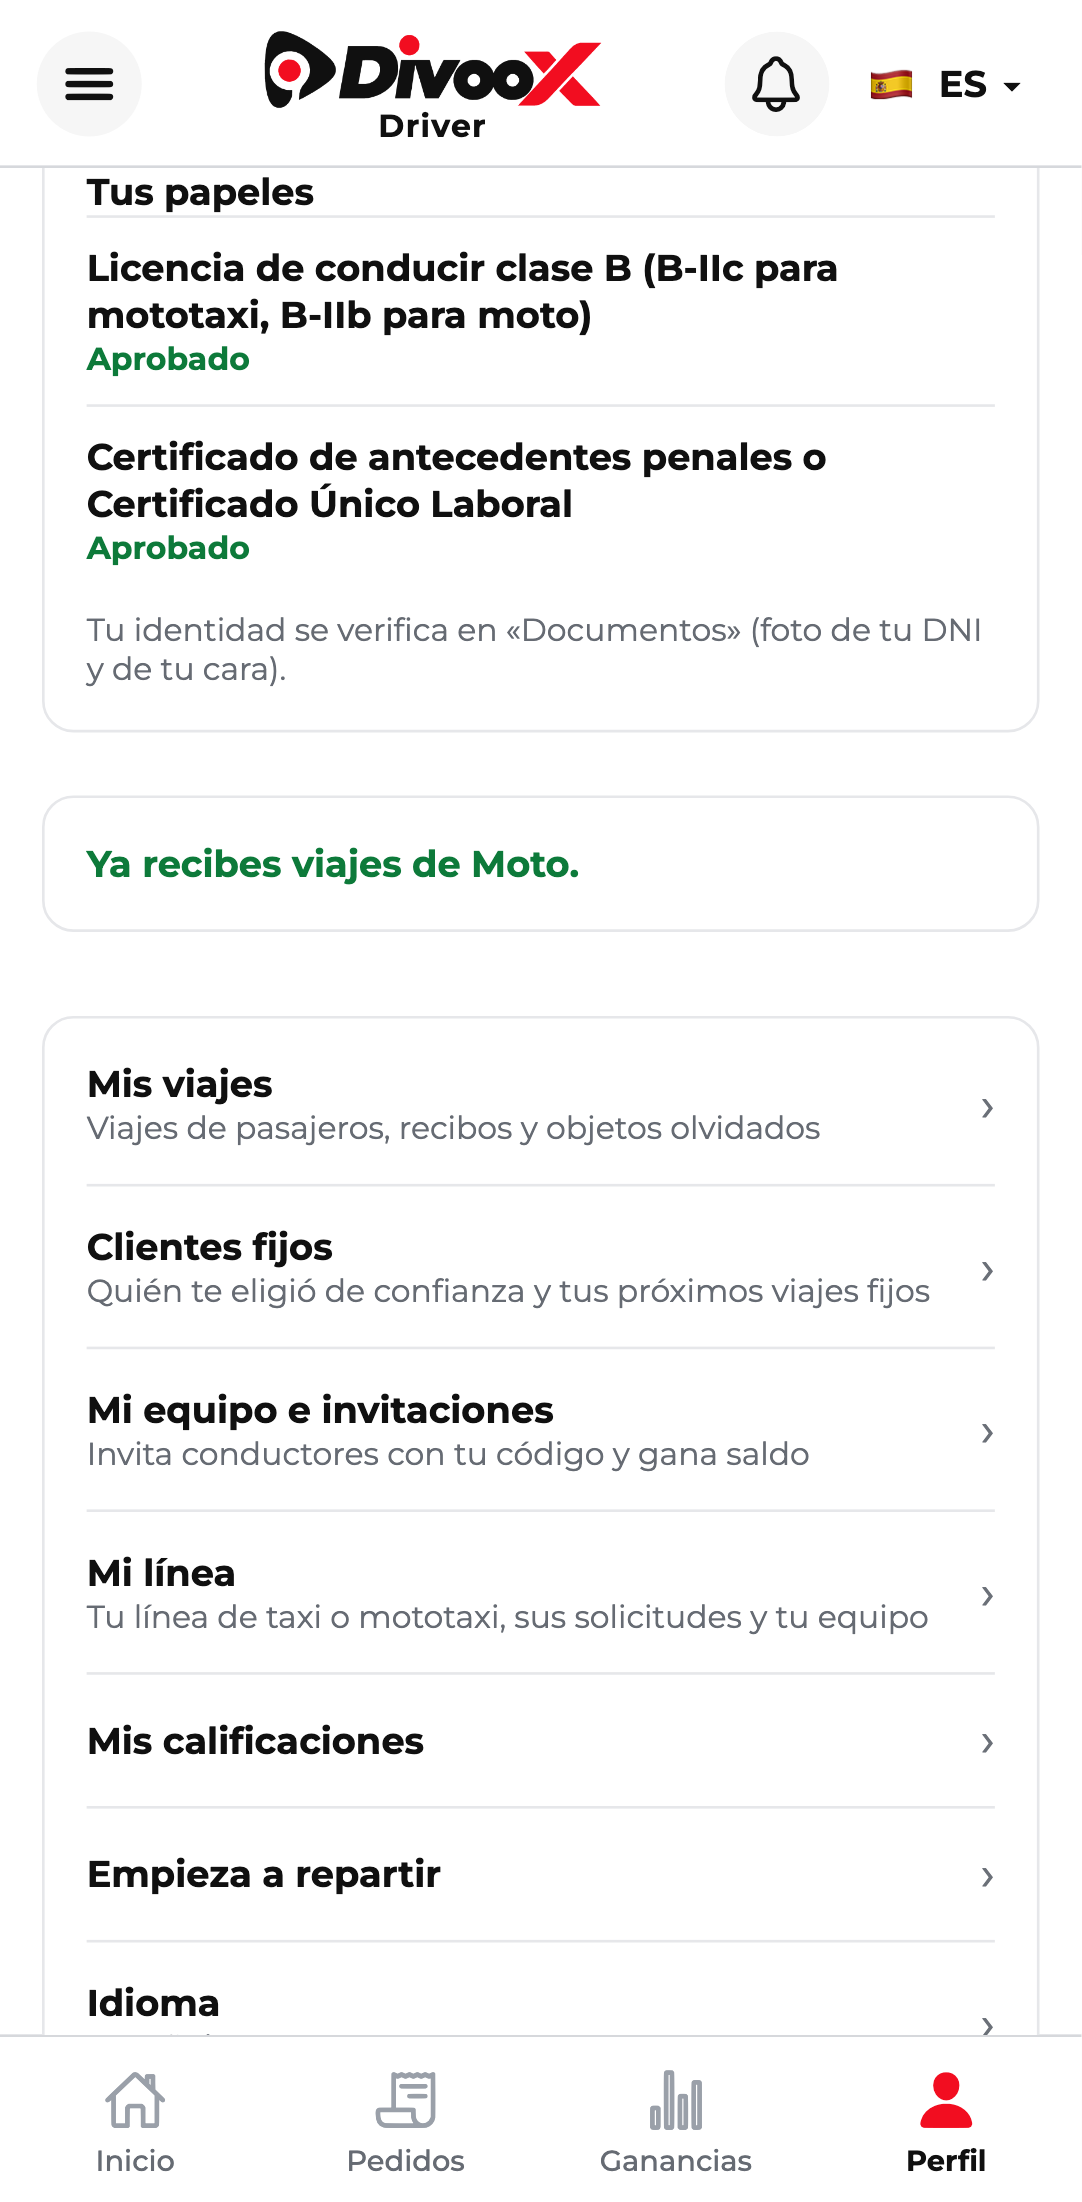 DivooX
Driver
ES
Tus papeles
Licencia de conducir clase B (B-IIc para
mototaxi, B-IIb para moto)
Aprobado
Certificado de antecedentes penales o
Certificado Único Laboral
Aprobado
Tu identidad se verifica en «Documentos» (foto de tu DNI
y de tu cara).
Ya recibes viajes de Moto.
Mis viajes
Viajes de pasajeros, recibos y objetos olvidados
Clientes fijos
Quién te eligió de confianza y tus próximos viajes fijos
Mi equipo e invitaciones
Invita conductores con tu código y gana saldo
Mi línea
Tu línea de taxi o mototaxi, sus solicitudes y tu equipo
Mis calificaciones
Empieza a repartir
Idioma
Inicio
Pedidos
Ganancias
Perfil